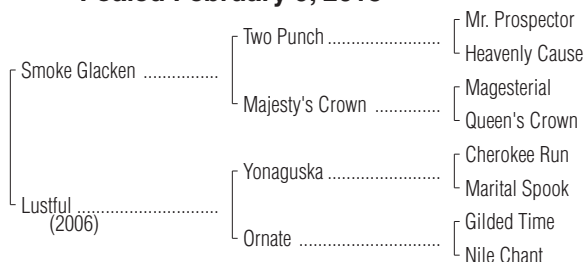 Foaled February
Mr. Prospector
Two Punch ........................
Heavenly Cause
Smoke Glacken ................
Magesterial
Majesty's Crown ..............
Queen's Crown
Cherokee Run
Yonaguska ........................
Marital Spook
Lustful ..............................
Gilded Time
(2006)
Ornate ..............................
Nile Chant